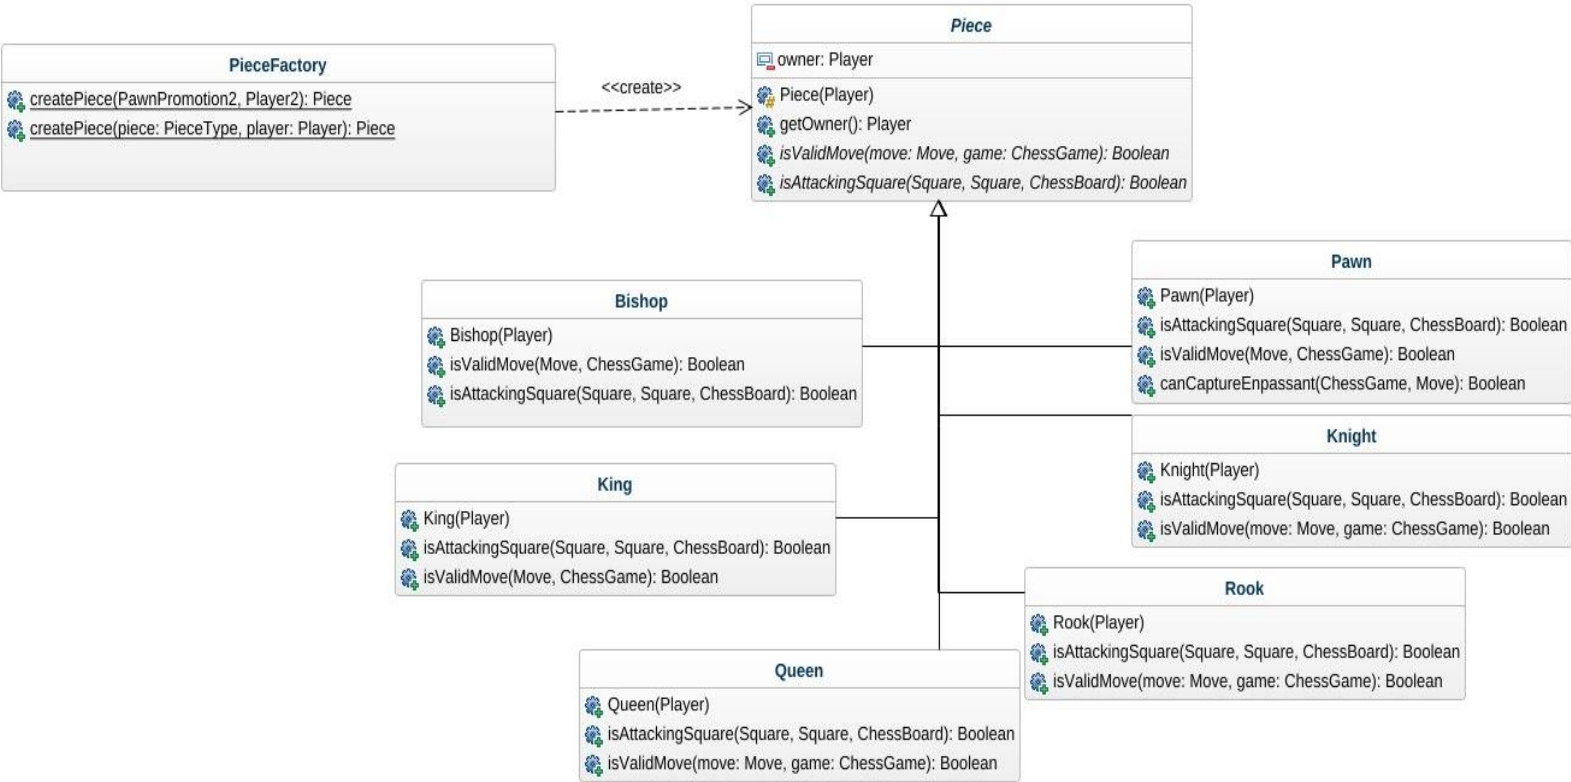 PieceFactory
createPiece(PawnPromotion2, Player2): Piece
createPiece(piece: PieceType, player: Player): Piece
<<create>>
Piece
owner: Player
Piece(Player)
getOwner(): Player
isValidMove(move: Move, game: ChessGame): Boolean
isAttackingSquare(Square, Square, ChessBoard): Boolean
Bishop
Bishop(Player)
isValidMove(Move, ChessGame): Boolean
isAttackingSquare(Square, Square, ChessBoard): Boolean
Pawn
Pawn(Player)
isAttackingSquare(Square, Square, ChessBoard): Boolean
isValidMove(Move, ChessGame): Boolean
canCaptureEnpassant(ChessGame, Move): Boolean
Knight
Knight(Player)
isAttackingSquare(Square, Square, ChessBoard): Boolean
isValidMove(move: Move, game: ChessGame): Boolean
King
King(Player)
isAttackingSquare(Square, Square, ChessBoard): Boolean
isValidMove(Move, ChessGame): Boolean
Rook
Rook(Player)
isAttackingSquare(Square, Square, ChessBoard): Boolean
isValidMove(move: Move, game: ChessGame): Boolean
Queen
Queen(Player)
isAttackingSquare(Square, Square, ChessBoard): Boolean
isValidMove(move: Move, game: ChessGame): Boolean